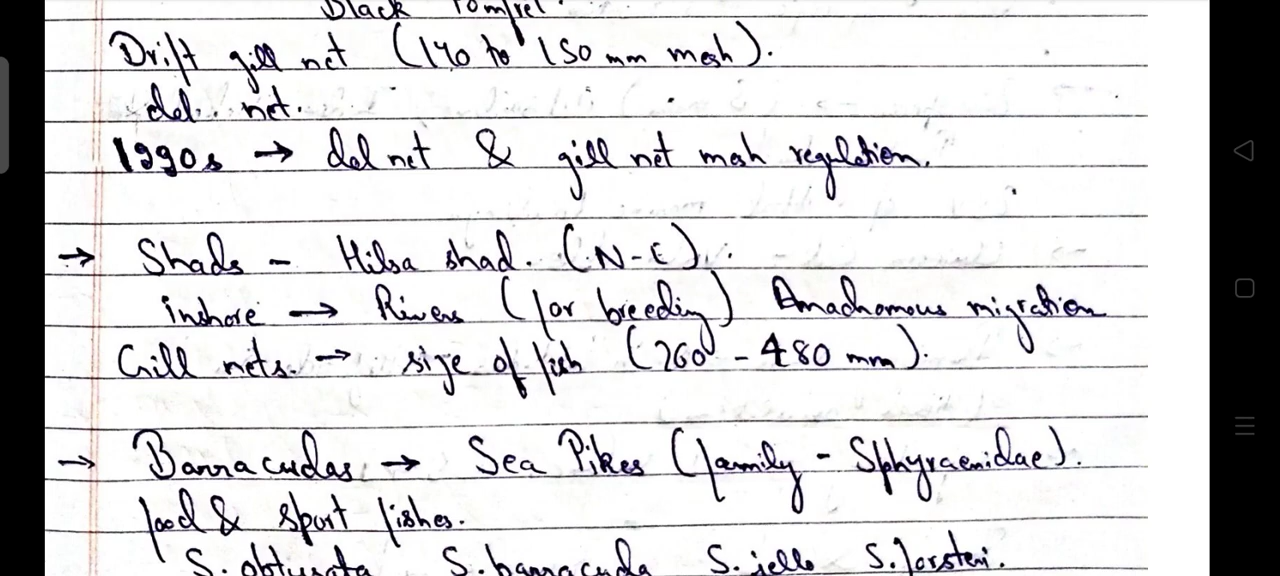 Black Pomfret.
Drift gill net (140 to 150 mm mesh).
dol. net.
1990s → dol net & gill net mesh regulation.
→ Shads - Hilsa shad. (N-E).
inshore → Rivers (for breeding) Anadromous migration
Gill nets. → size of fish (260 - 480 mm).
→ Barracudas → Sea Pikes (family - Sphyraenidae).
food & sport fishes.
S. obtusata S. barracuda S. jello S. forsteri.